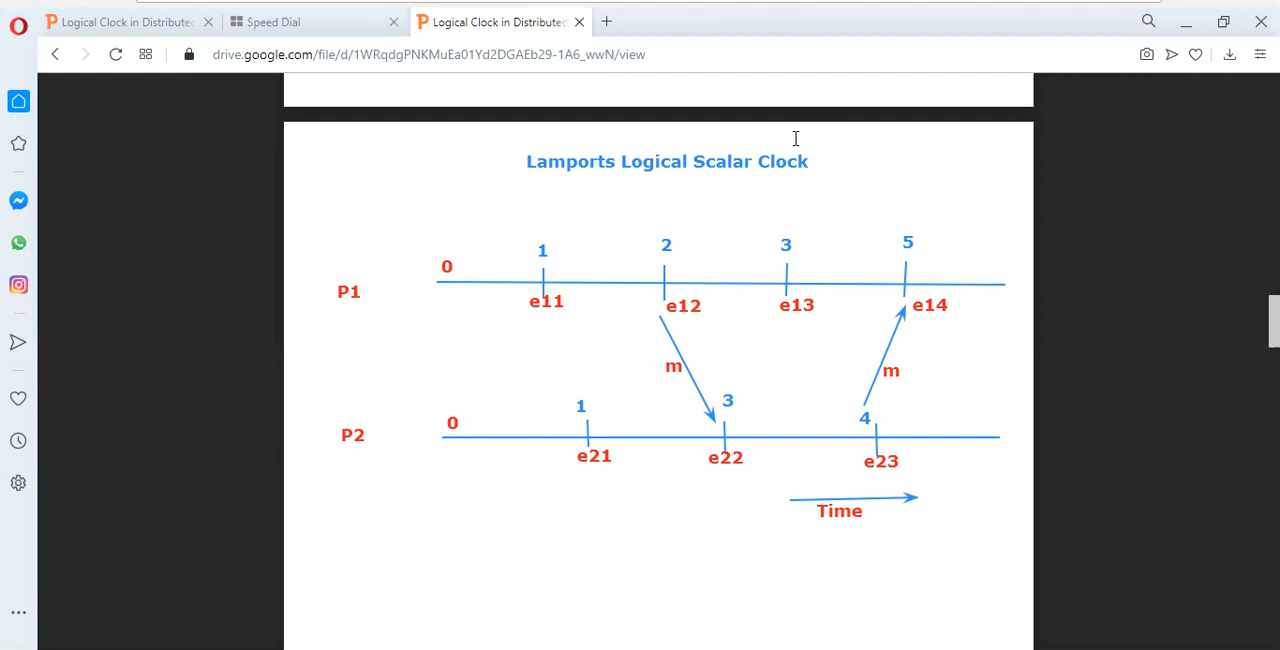 Logical Clock in Distributed
Speed Dial
Logical Clock in Distributed
drive.google.com/file/d/1WRqdgPNKMuEa01Yd2DGAEb29-1A6_wwN/view
Lamports Logical Scalar Clock
0 1 2 3 5
P1
e11 e12 e13 e14
m m
0 1 3 4
P2
e21 e22 e23
Time